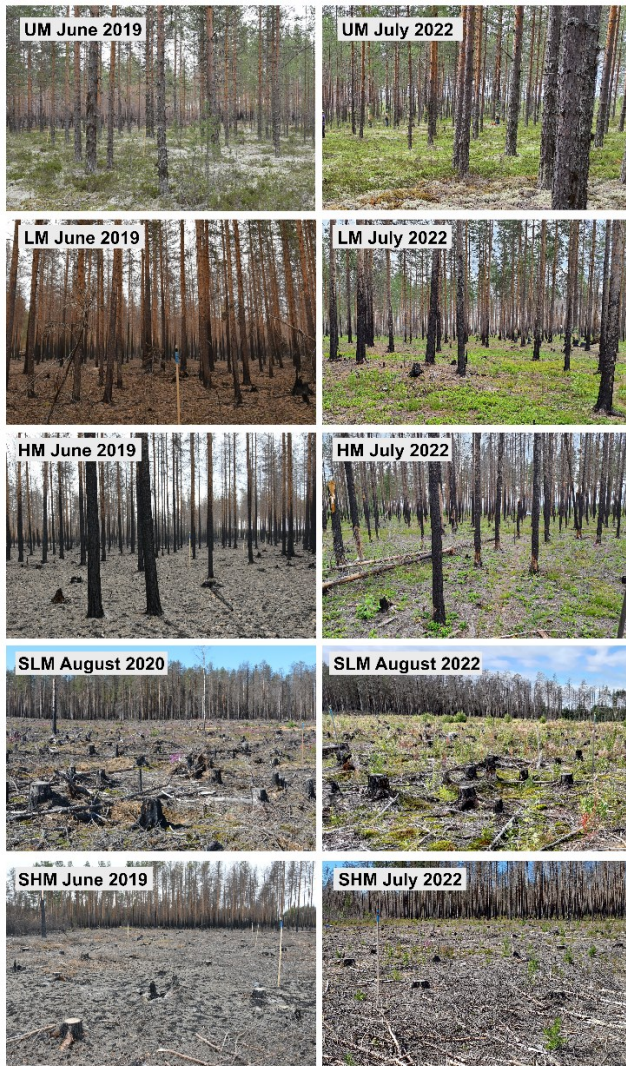 UM June 2019
UM July 2022
LM June 2019
LM July 2022
HM June 2019
HM July 2022
SLM August 2020
SLM August 2022
SHM June 2019
SHM July 2022